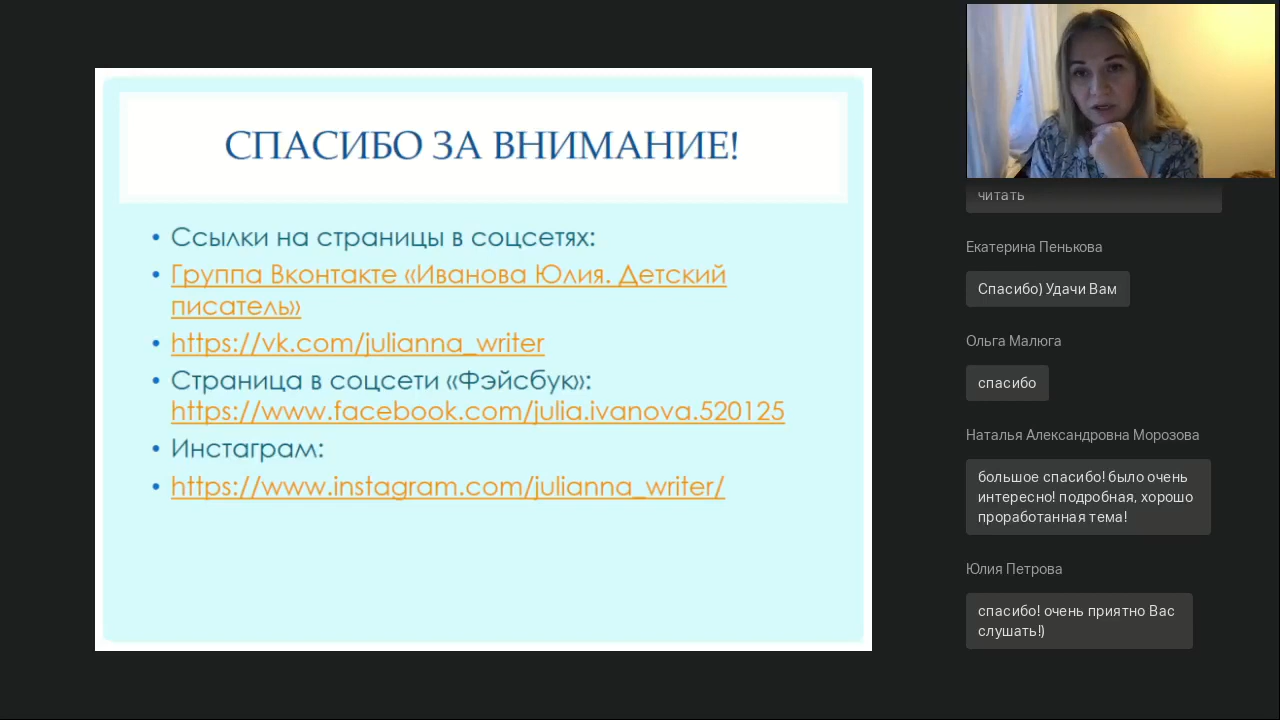 СПАСИБО ЗА ВНИМАНИЕ!
• Ссылки на страницы в соцсетях:
• Группа Вконтакте «Иванова Юлия. Детский
писатель»
• https://vk.com/julianna_writer
• Страница в соцсети «Фэйсбук»:
https://www.facebook.com/julia.ivanova.520125
• Инстаграм:
• https://www.instagram.com/julianna_writer/
читать
Екатерина Пенькова
Спасибо) Удачи Вам
Ольга Малюга
спасибо
Наталья Александровна Морозова
большое спасибо! было очень
интересно! подробная, хорошо
проработанная тема!
Юлия Петрова
спасибо! очень приятно Вас
слушать!)